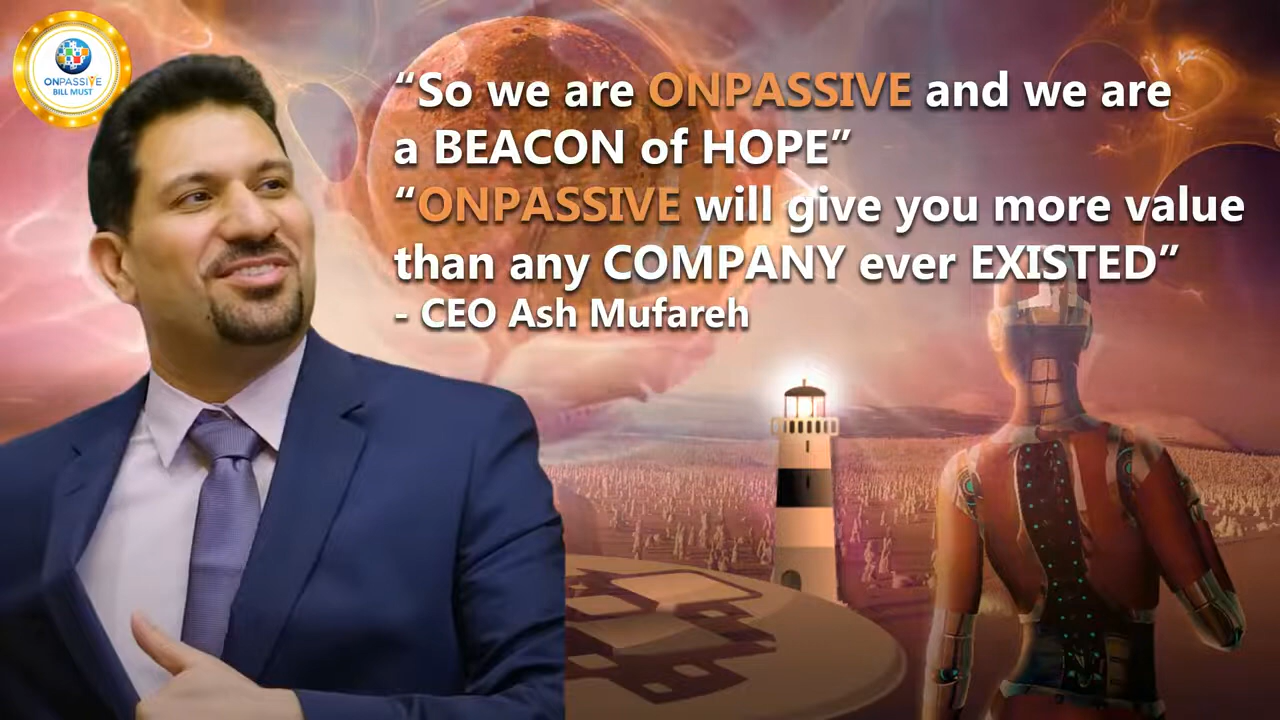 ONPASSIVE
BILL MUST
“So we are ONPASSIVE and we are
a BEACON of HOPE”
“ONPASSIVE will give you more value
than any COMPANY ever EXISTED”
- CEO Ash Mufareh